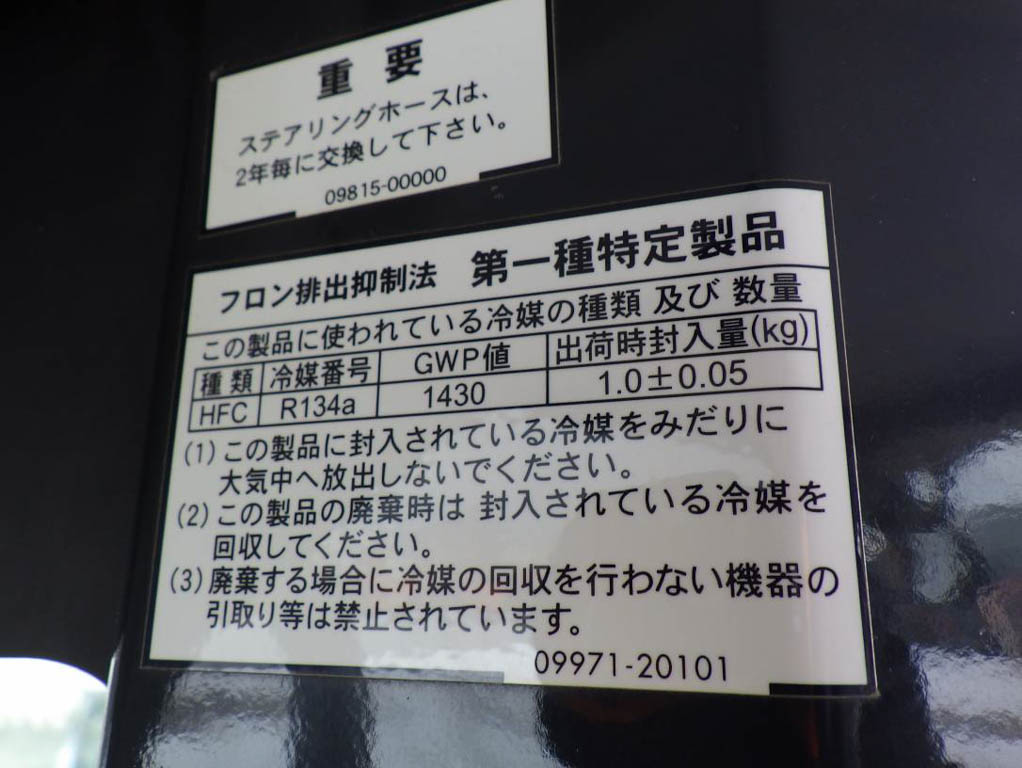 重要
ステアリングホースは、
2年毎に交換して下さい。
09815-00000
フロン排出抑制法 第一種特定製品
この製品に使われている冷媒の種類 及び 数量
種類 冷媒番号 GWP値 出荷時封入量(kg)
HFC R134a 1430 1.0±0.05
(1)この製品に封入されている冷媒をみだりに
大気中へ放出しないでください。
(2)この製品の廃棄時は 封入されている冷媒を
回収してください。
(3)廃棄する場合に冷媒の回収を行わない機器の
引取り等は禁止されています。
09971-20101